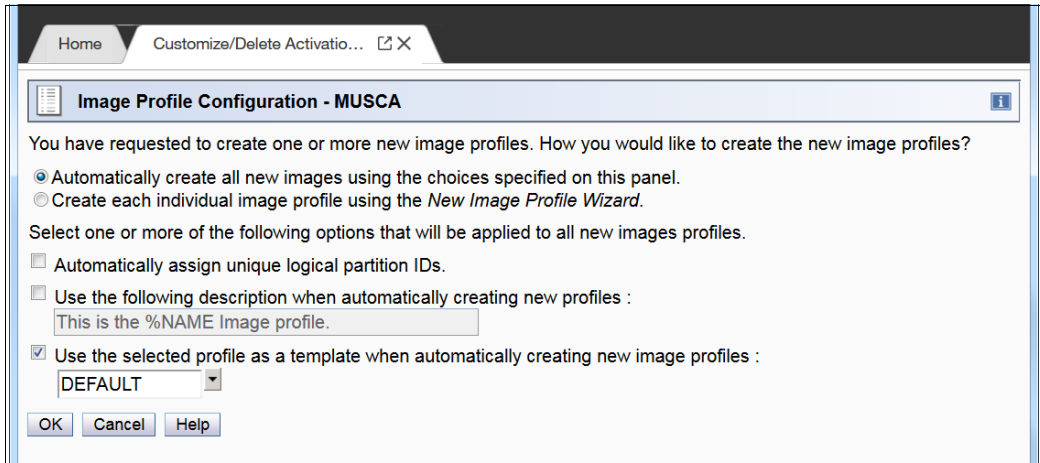 Home
Customize/Delete Activatio...
Image Profile Configuration - MUSCA
i
You have requested to create one or more new image profiles. How you would like to create the new image profiles?
Automatically create all new images using the choices specified on this panel.
Create each individual image profile using the New Image Profile Wizard.
Select one or more of the following options that will be applied to all new images profiles.
Automatically assign unique logical partition IDs.
Use the following description when automatically creating new profiles :
This is the %NAME Image profile.
Use the selected profile as a template when automatically creating new image profiles :
DEFAULT
OK Cancel Help